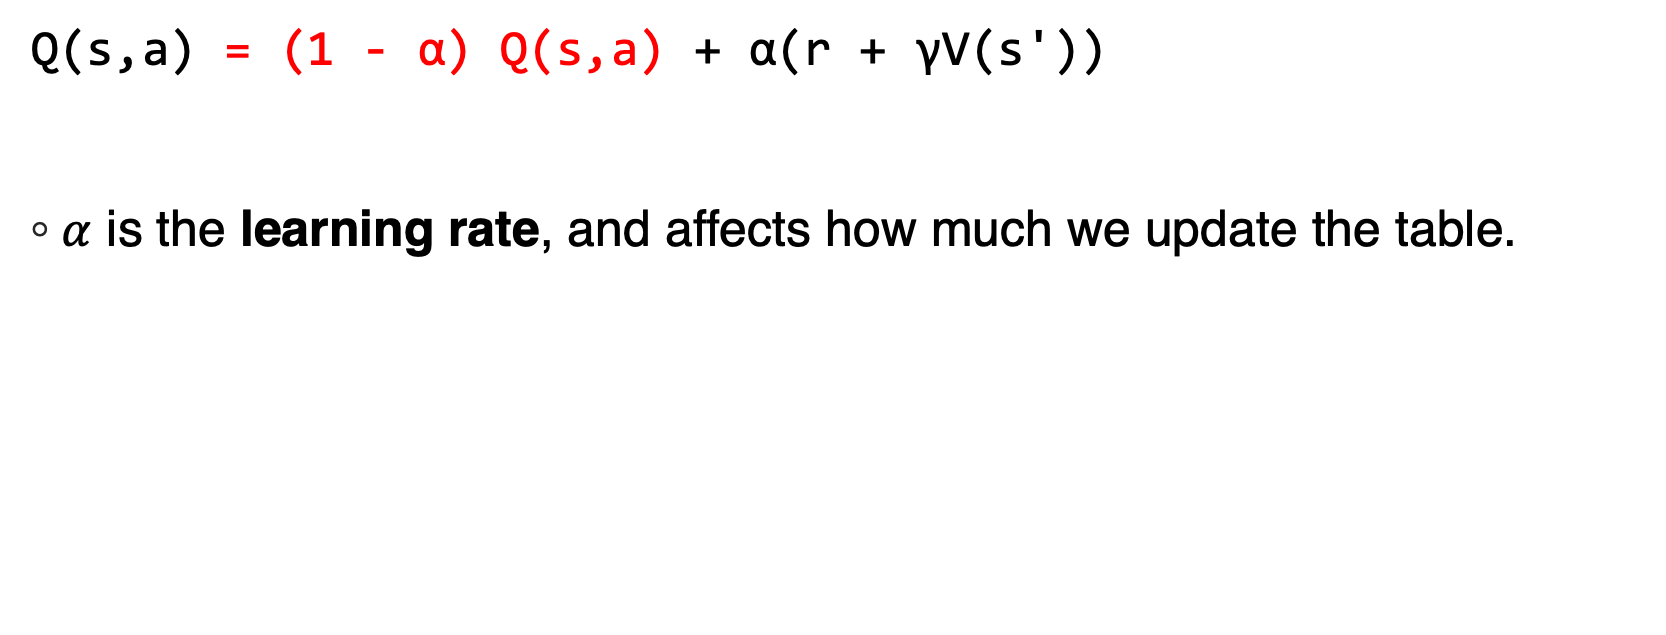 Q(s,a) = (1 - α) Q(s,a) + α(r + γV(s'))
◦ 𝛼 is the learning rate, and affects how much we update the table.